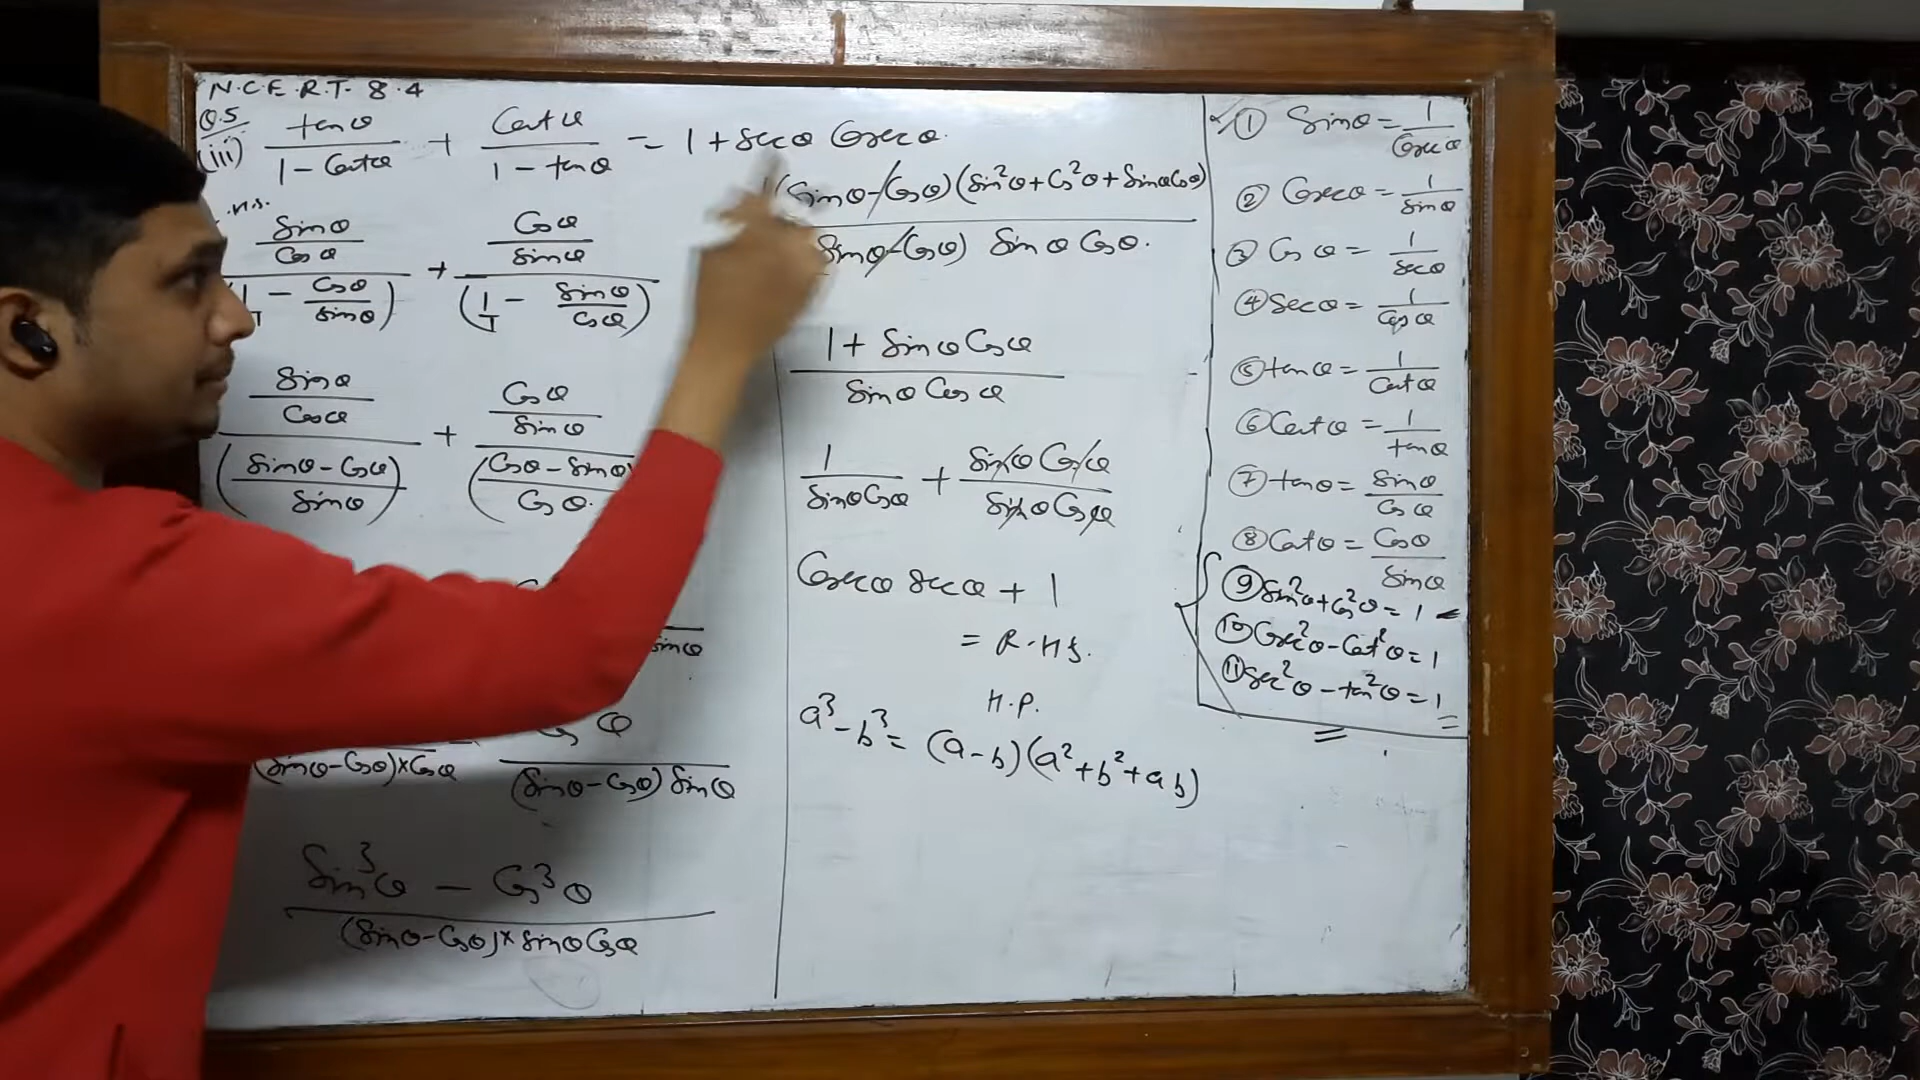 N.C.E.R.T. 8.4
Q.5
(iii) tanθ / 1 - Cotθ + Cotθ / 1 - tanθ = 1 + secθ Cosecθ.
.H.S.
Sinθ / Cosθ / (1 - Cosθ / Sinθ) + Cosθ / Sinθ / (1/1 - Sinθ / Cosθ)
Sinθ / Cosθ / (Sinθ - Cosθ / Sinθ) + Cosθ / Sinθ / (Cosθ - Sinθ / Cosθ.)
Sinθ
θ
(Sinθ - Cosθ) × Cosθ (Sinθ - Cosθ) Sinθ
Sin³θ - Cos³θ / (Sinθ - Cosθ) × Sinθ Cosθ
(Sinθ - Cosθ) (Sin²θ + Cos²θ + Sinθ Cosθ) / Sinθ - Cosθ) Sinθ Cosθ.
1 + Sinθ Cosθ / Sinθ Cosθ
1 / Sinθ Cosθ + Sinθ Cosθ / Sinθ Cosθ
Cosecθ Secθ + 1
= R.H.S.
H.P.
a³ - b³ = (a - b) (a² + b² + ab)
① Sinθ = 1 / Cosecθ
② Cosecθ = 1 / Sinθ
③ Cosθ = 1 / Secθ
④ Secθ = 1 / Cosθ
⑤ tanθ = 1 / Cotθ
⑥ Cotθ = 1 / tanθ
⑦ tanθ = Sinθ / Cosθ
⑧ Cotθ = Cosθ / Sinθ
⑨ Sin²θ + Cos²θ = 1
⑩ Cosec²θ - Cot²θ = 1
⑪ Sec²θ - tan²θ = 1